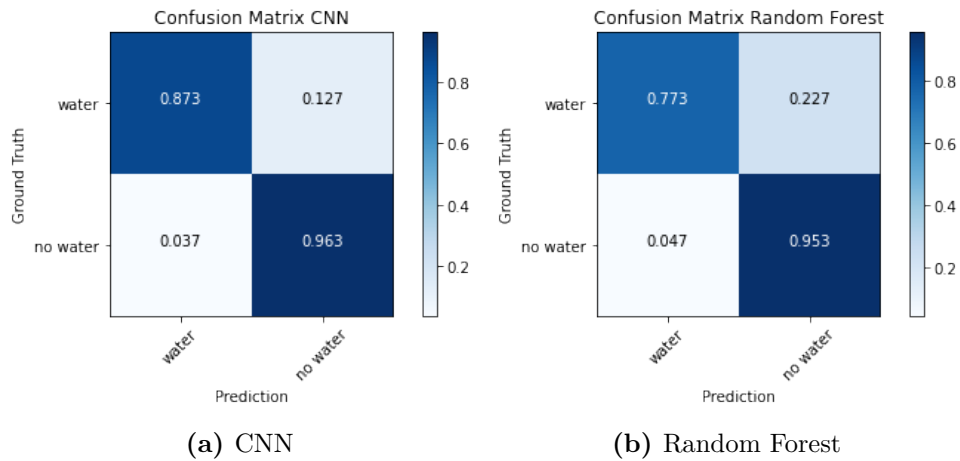 Confusion Matrix CNN
Ground Truth
water
no water
0.873
0.127
0.037
0.963
water
no water
Prediction
0.8
0.6
0.4
0.2
(a) CNN
Confusion Matrix Random Forest
Ground Truth
water
no water
0.773
0.227
0.047
0.953
water
no water
Prediction
0.8
0.6
0.4
0.2
(b) Random Forest